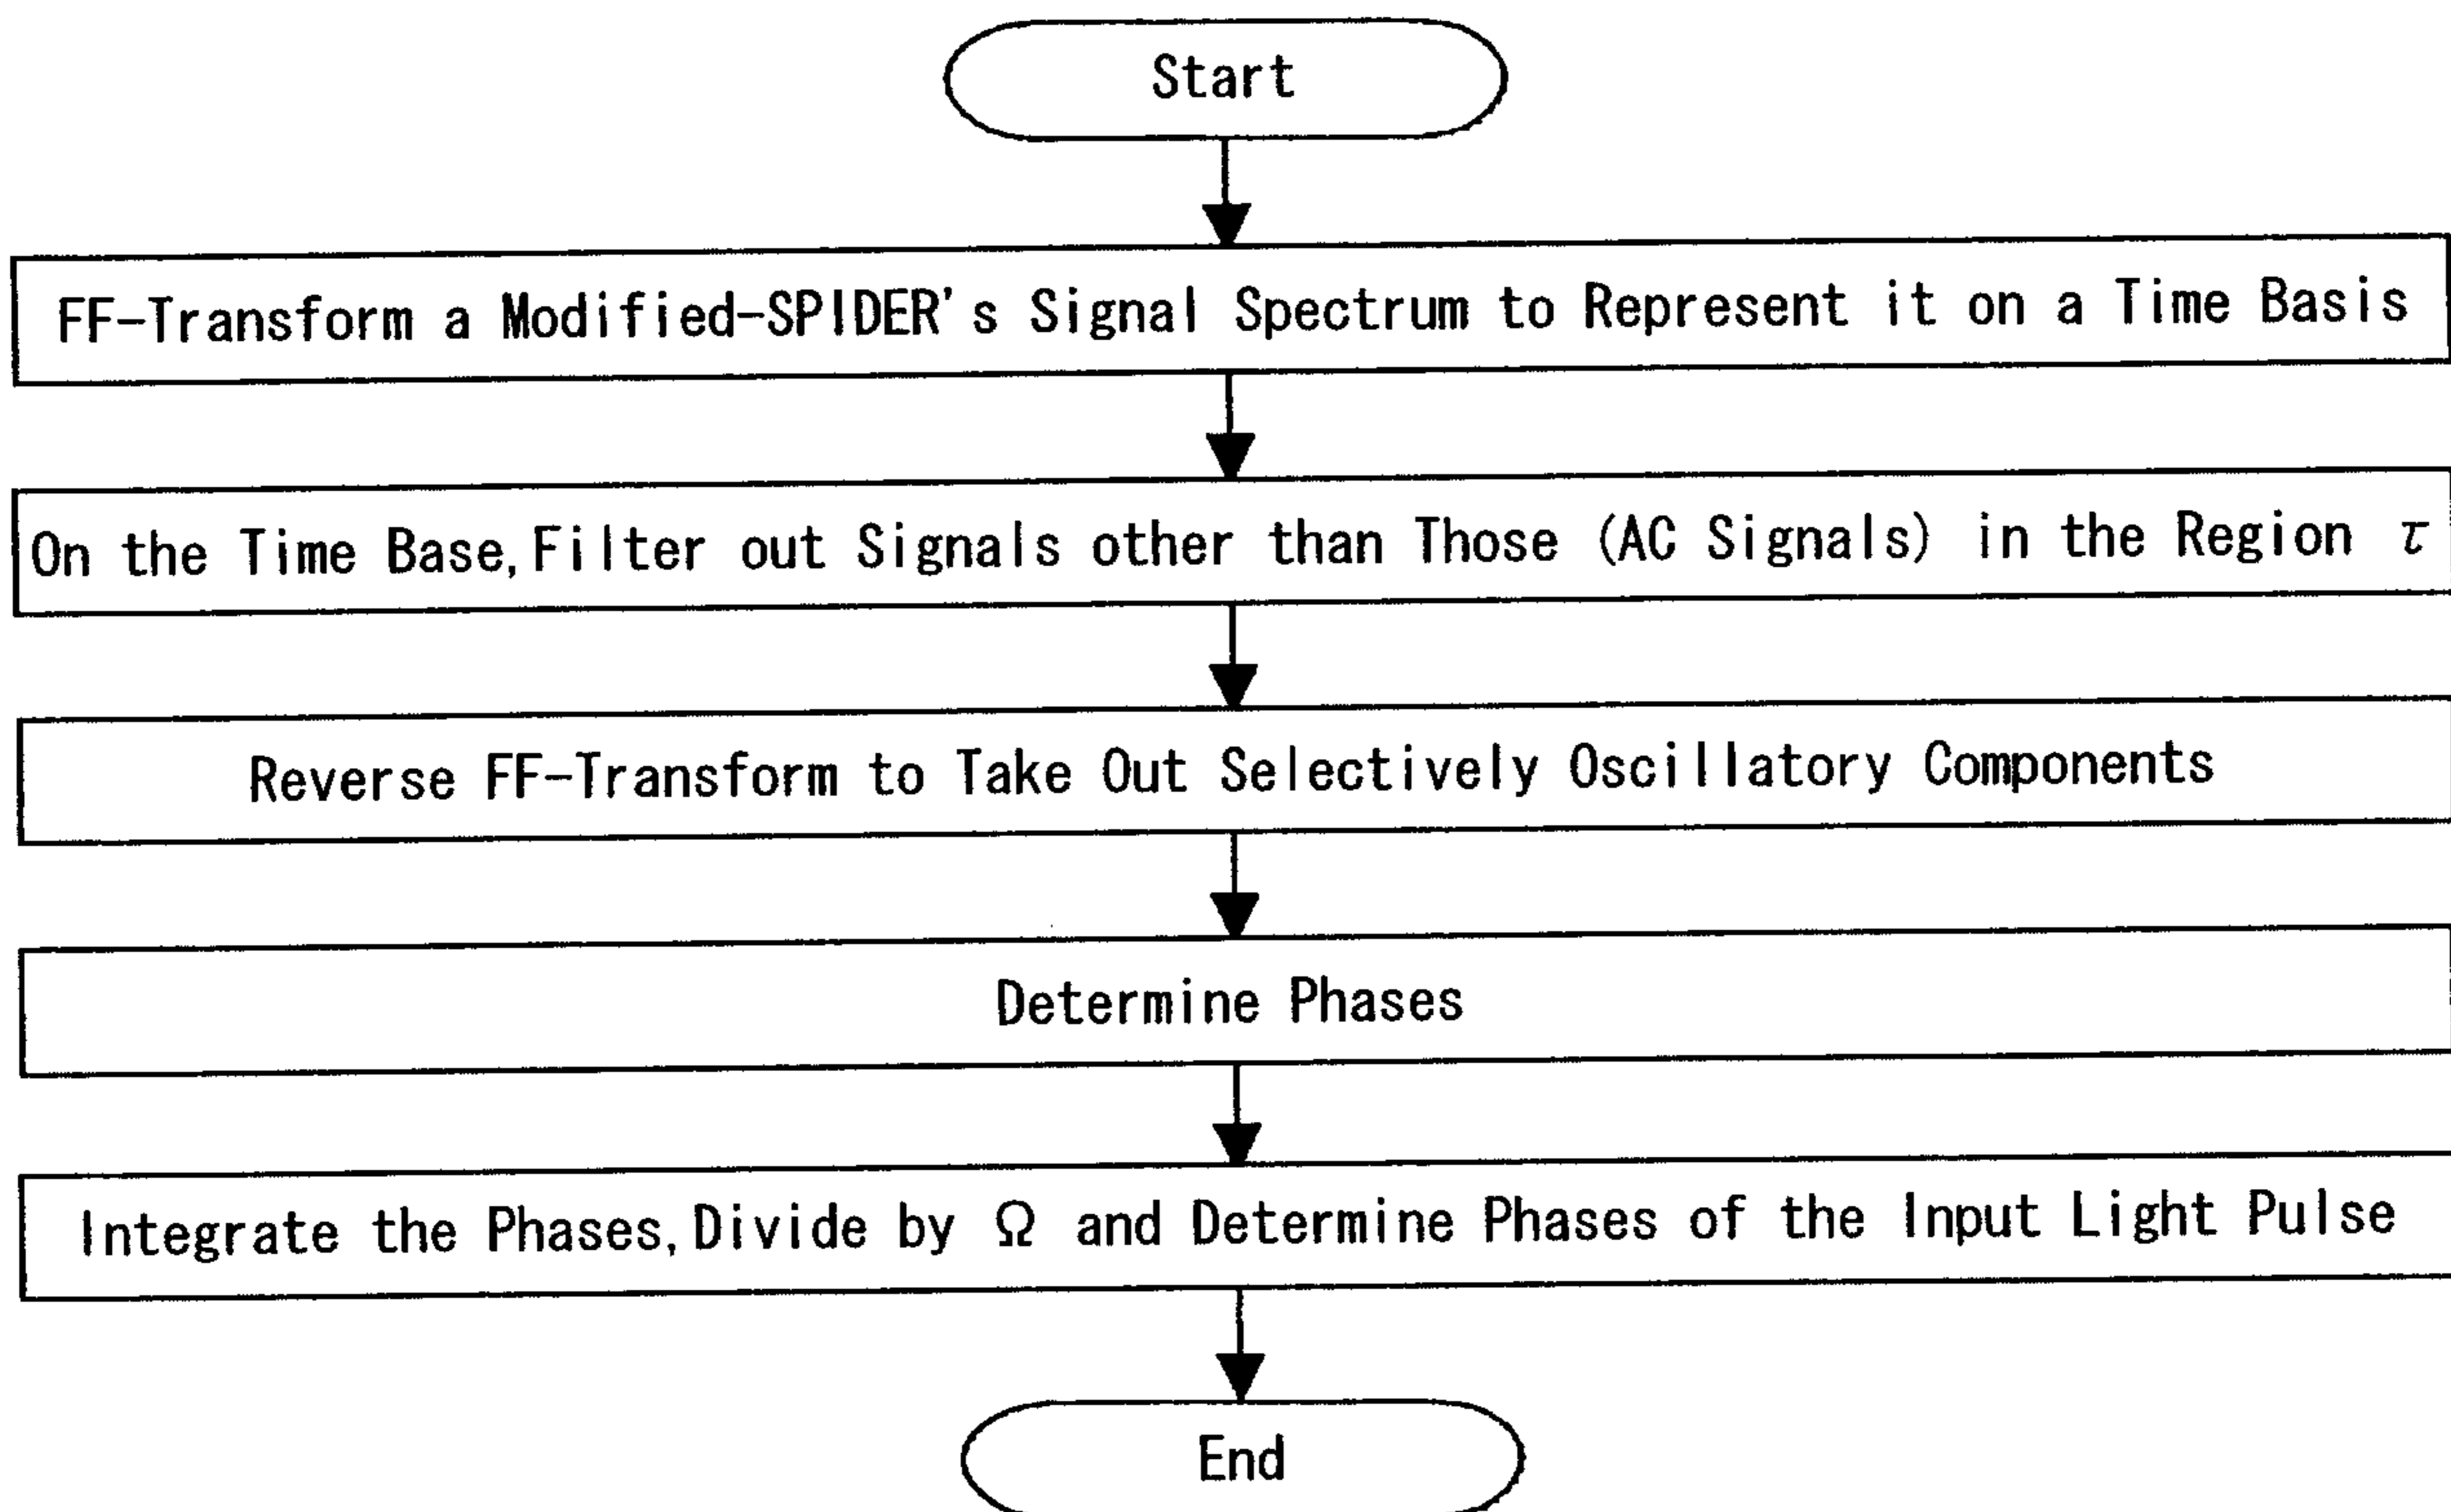 Start
FF-Transform a Modified-SPIDER's Signal Spectrum to Represent it on a Time Basis
On the Time Base, Filter out Signals other than Those (AC Signals) in the Region τ
Reverse FF-Transform to Take Out Selectively Oscillatory Components
Determine Phases
Integrate the Phases, Divide by Ω and Determine Phases of the Input Light Pulse
End